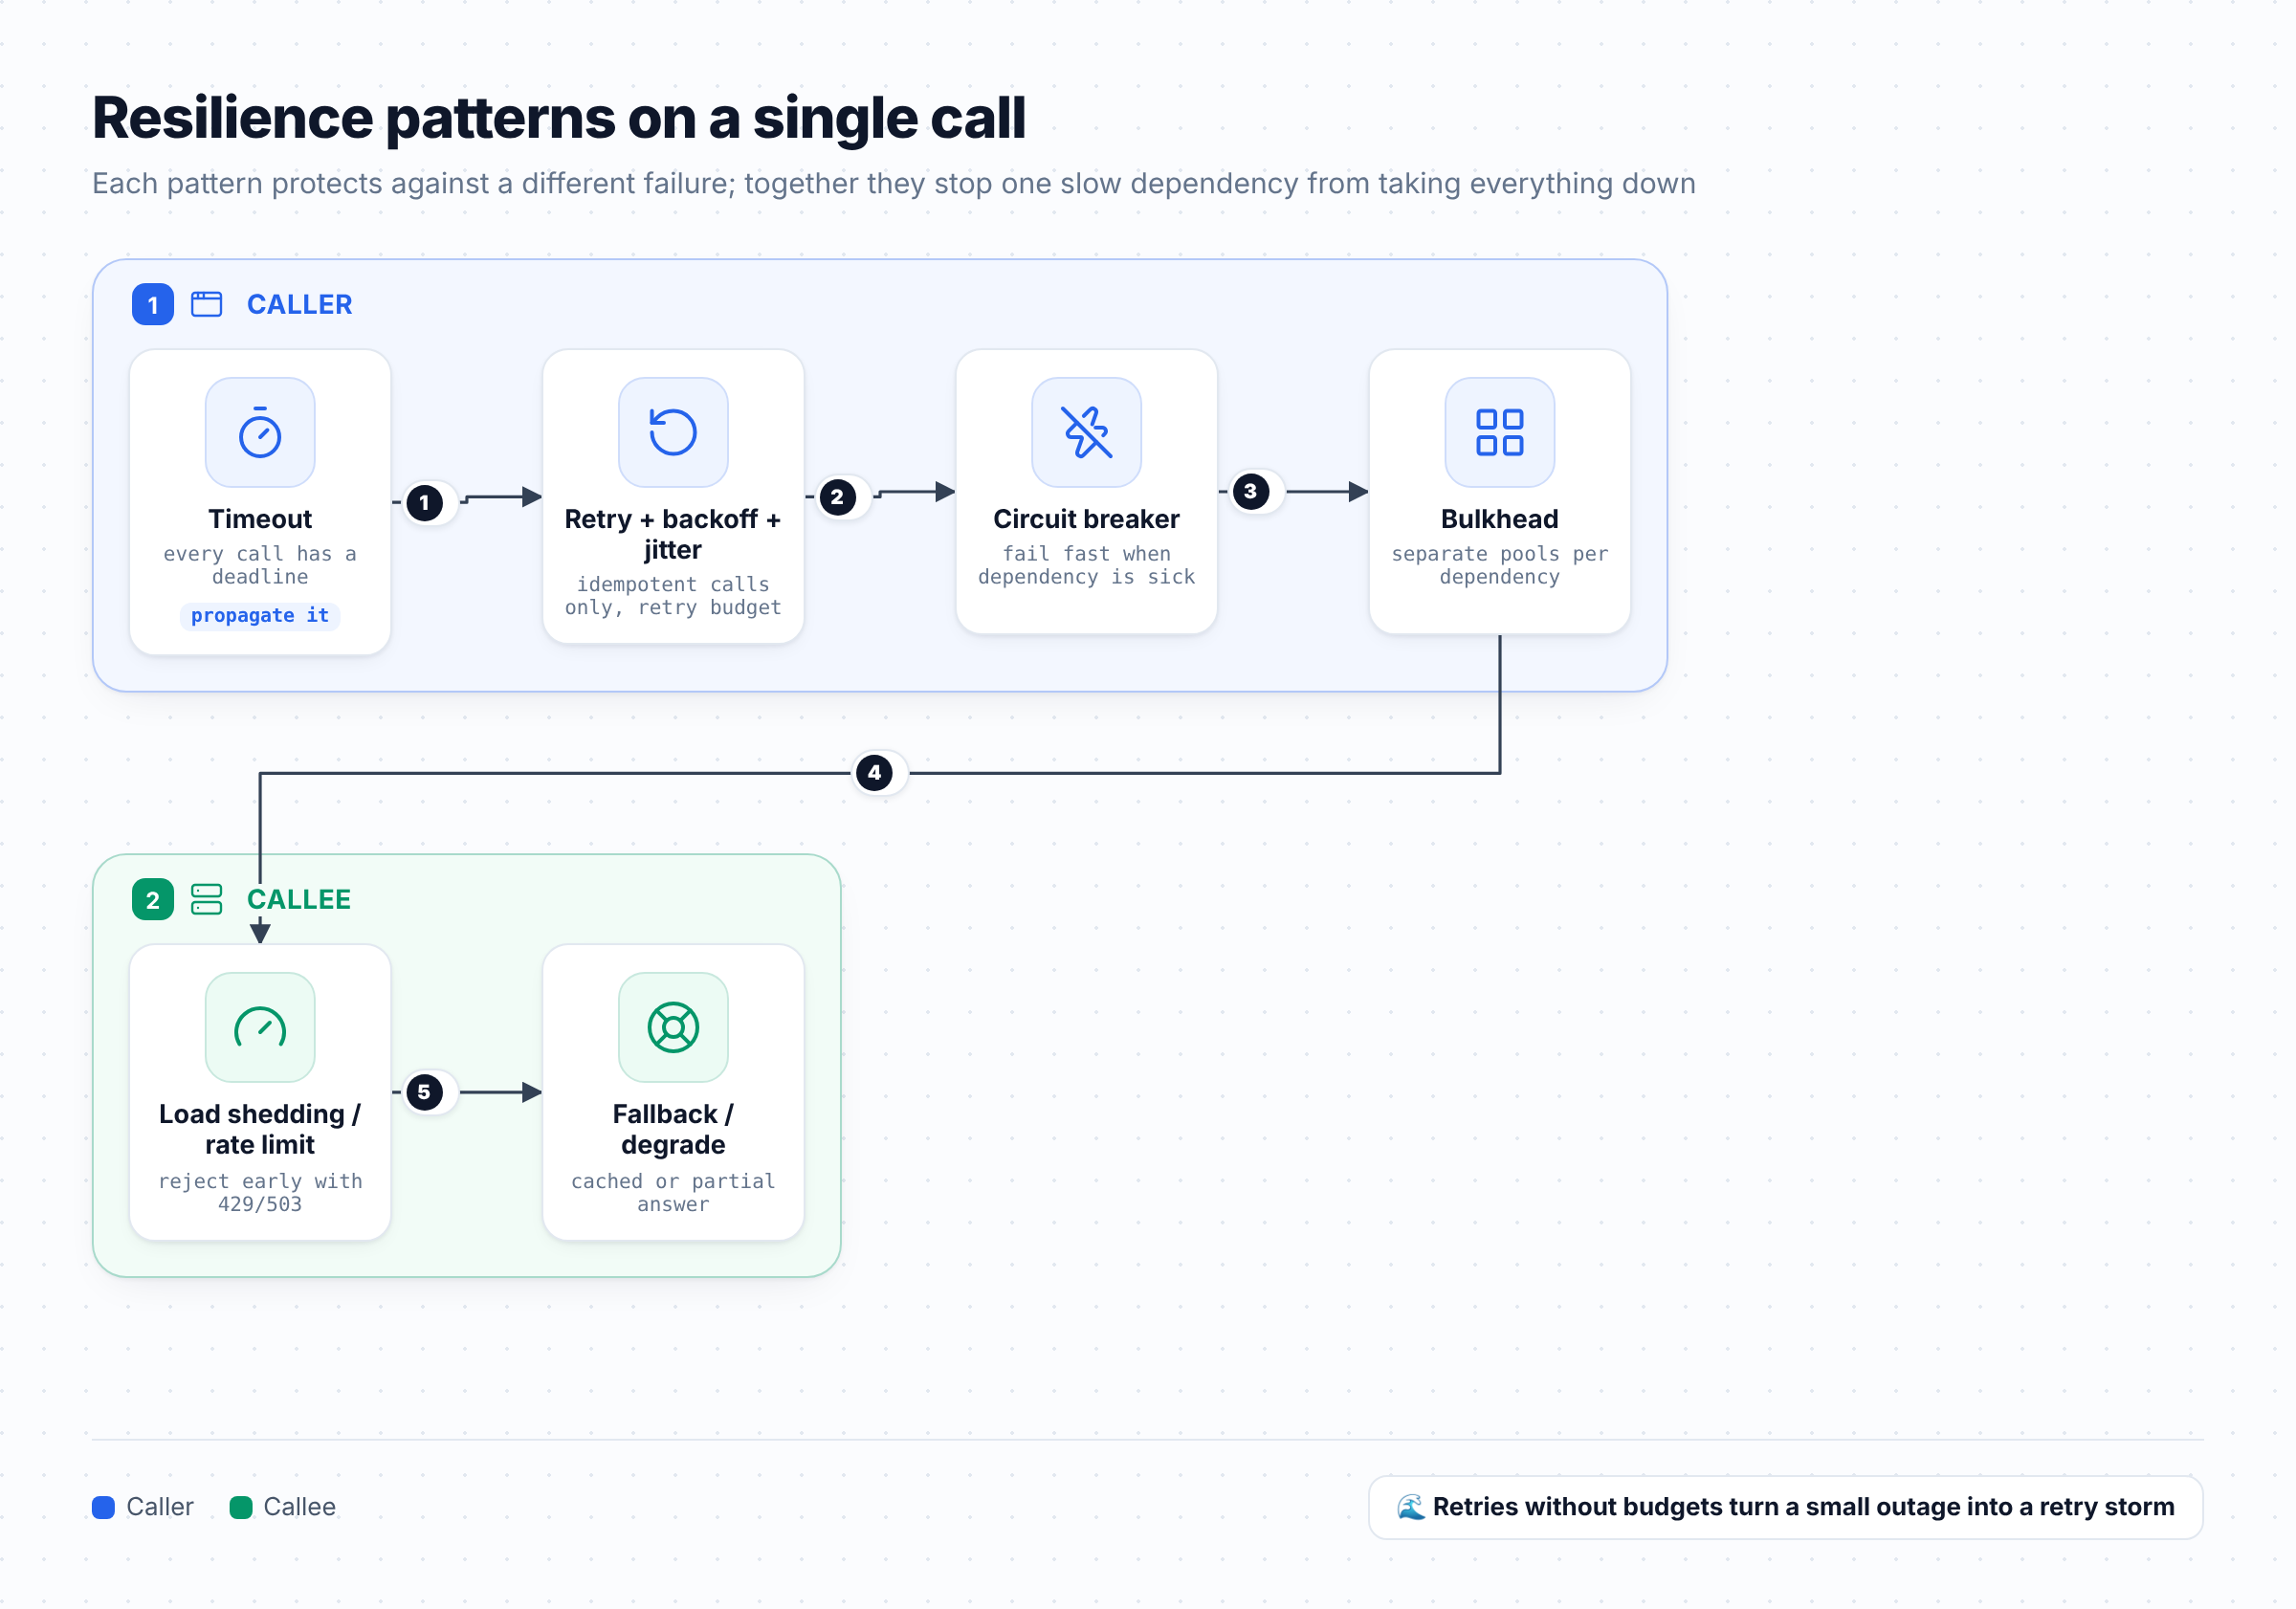 Resilience patterns on a single call
Each pattern protects against a different failure; together they stop one slow dependency from taking everything down
1 CALLER
Timeout
every call has a
deadline
propagate it
1
Retry + backoff +
jitter
idempotent calls
only, retry budget
2
Circuit breaker
fail fast when
dependency is sick
3
Bulkhead
separate pools per
dependency
4
2 CALLEE
Load shedding /
rate limit
reject early with
429/503
5
Fallback /
degrade
cached or partial
answer
Caller
Callee
🌊 Retries without budgets turn a small outage into a retry storm